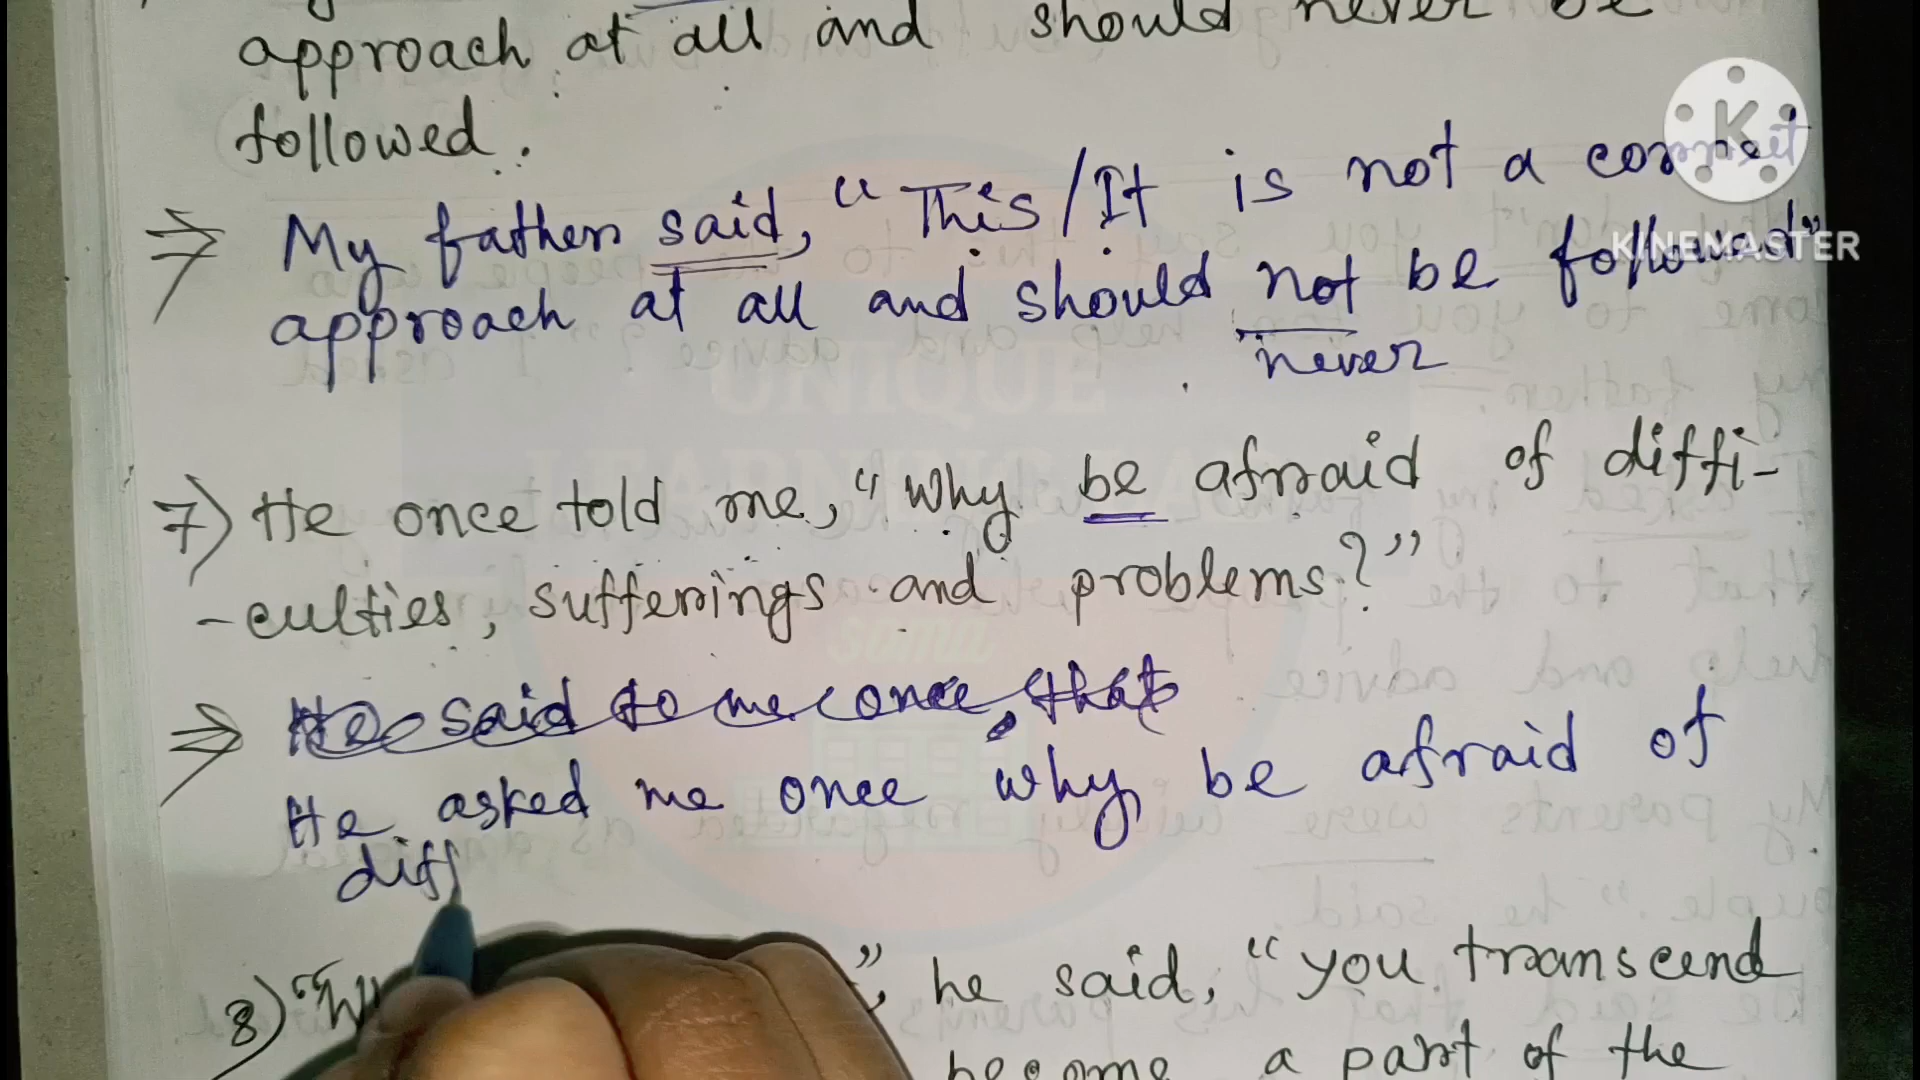 approach at all and should never be
followed.
K
⇒ My father said, "This/It is not a correct
KINEMASTER
approach at all and should not be followed"
never
UNIQUE
LEARNING
7) He once told me, "Why be afraid of diffi-
-culties, sufferings and problems?"
sama
⇒ He said to me once, that
He asked me once why be afraid of
diff
8) " " he said, "you transcend
become a part of the